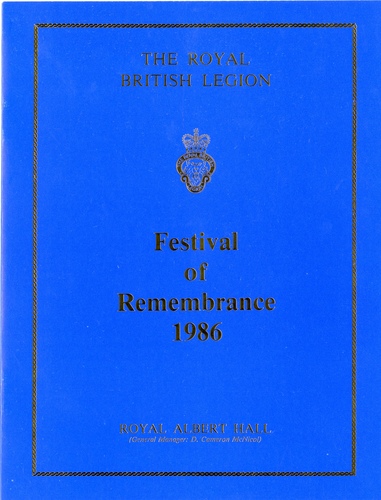 THE ROYAL
BRITISH LEGION
Festival
of
Remembrance
1986
ROYAL ALBERT HALL
(General Manager: D. Cameron McNicol)